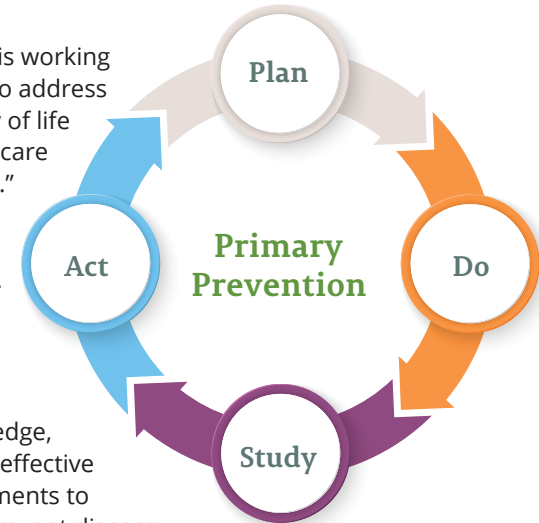 is working
o address
of life
care
."
edge,
effective
ments to
Plan
Do
Study
Act
Primary
Prevention